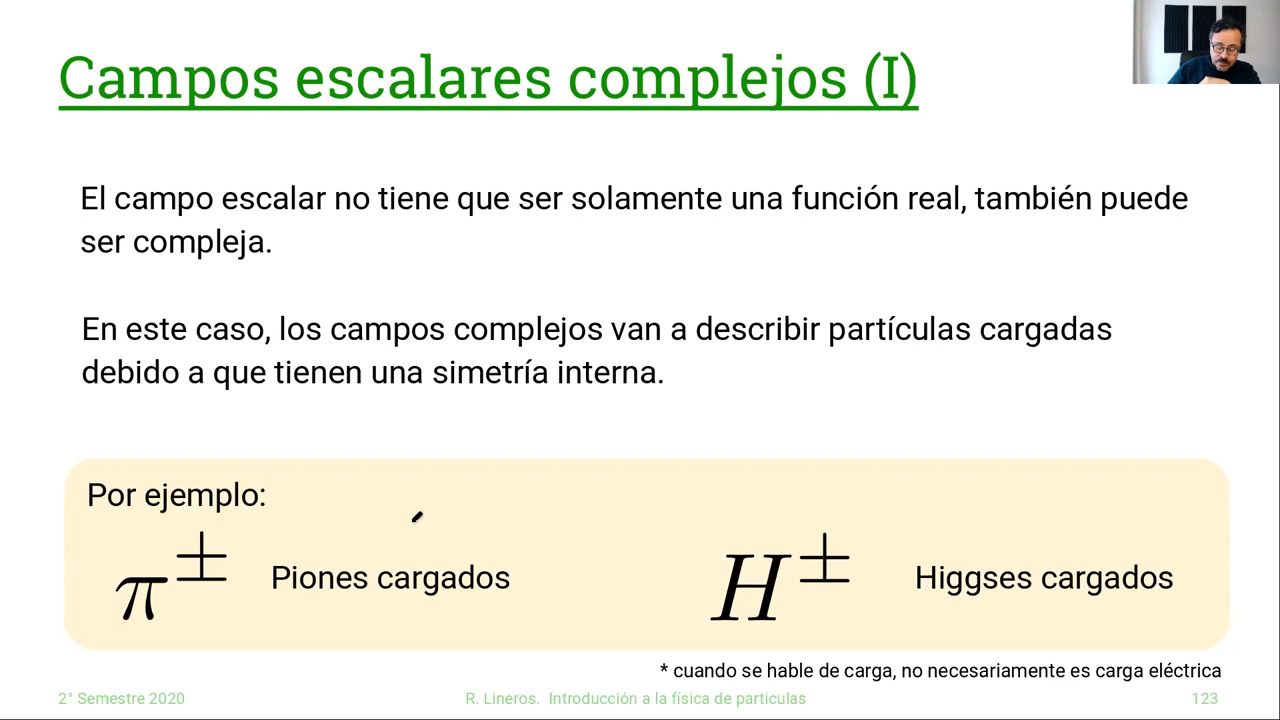 Campos escalares complejos (I)
El campo escalar no tiene que ser solamente una función real, también puede
ser compleja.
En este caso, los campos complejos van a describir partículas cargadas
debido a que tienen una simetría interna.
Por ejemplo:
π± Piones cargados
H± Higgses cargados
* cuando se hable de carga, no necesariamente es carga eléctrica
2° Semestre 2020
R. Lineros. Introducción a la física de particulas
123